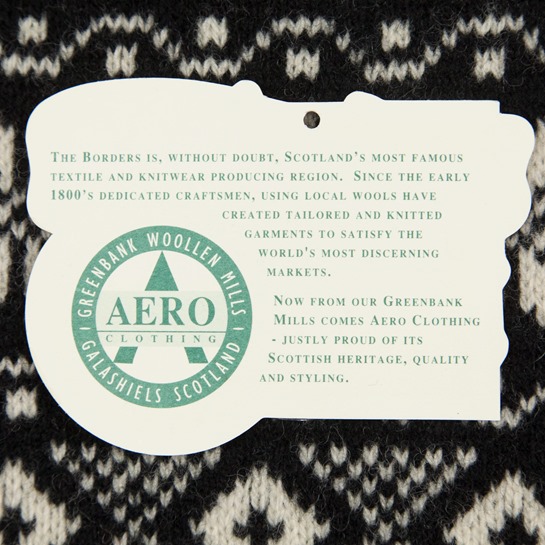 The Borders is, without doubt, Scotland's most famous
textile and knitwear producing region. Since the early
1800's dedicated craftsmen, using local wools have
created tailored and knitted
garments to satisfy the
world's most discerning
markets.
Now from our Greenbank
Mills comes Aero Clothing
- justly proud of its
Scottish heritage, quality
and styling.
GREENBANK WOOLLEN MILLS
AERO
CLOTHING
GALASHIELS SCOTLAND